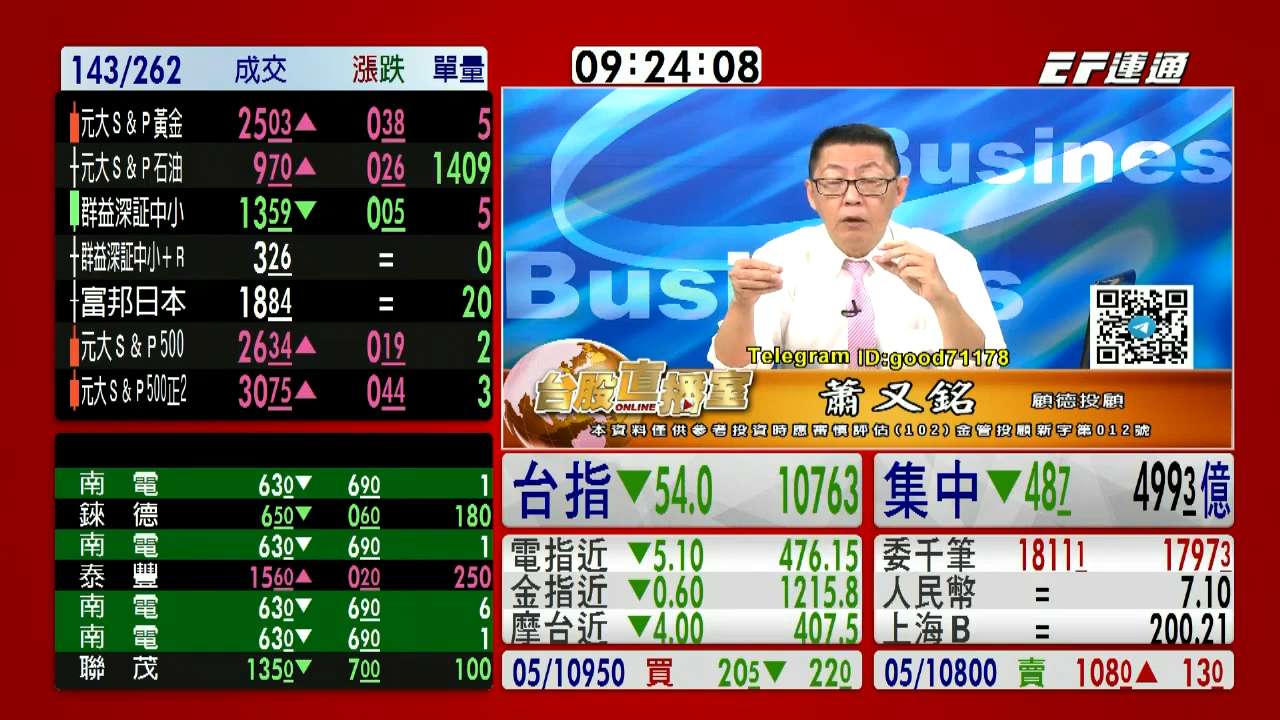 143/262 成交 漲跌 單量
元大S&P黃金 2503▲ 038 5
元大S&P石油 970▲ 026 1409
群益深証中小 1359▼ 005 5
群益深証中小+R 326 = 0
富邦日本 1884 = 20
元大S&P500 2634▲ 019 2
元大S&P500正2 3075▲ 044 3
南電 630▼ 690 1
錸德 650▼ 060 180
南電 630▼ 690 1
泰豐 1560▲ 020 250
南電 630▼ 690 6
南電 630▼ 690 1
聯茂 1350▼ 700 100
09:24:08
EF運通
Business
Business
Telegram ID:good71178
台股直播室
ONLINE
蕭又銘 顧德投顧
本資料僅供參考投資時應審慎評估(102)金管投顧新字第012號
台指▼54.0 10763
集中▼487 4993億
電指近 ▼5.10 476.15
金指近 ▼0.60 1215.8
摩台近 ▼4.00 407.5
委千筆 18111 17973
人民幣 = 7.10
上海B = 200.21
05/10950 買 205▼ 220
05/10800 賣 1080▲ 130